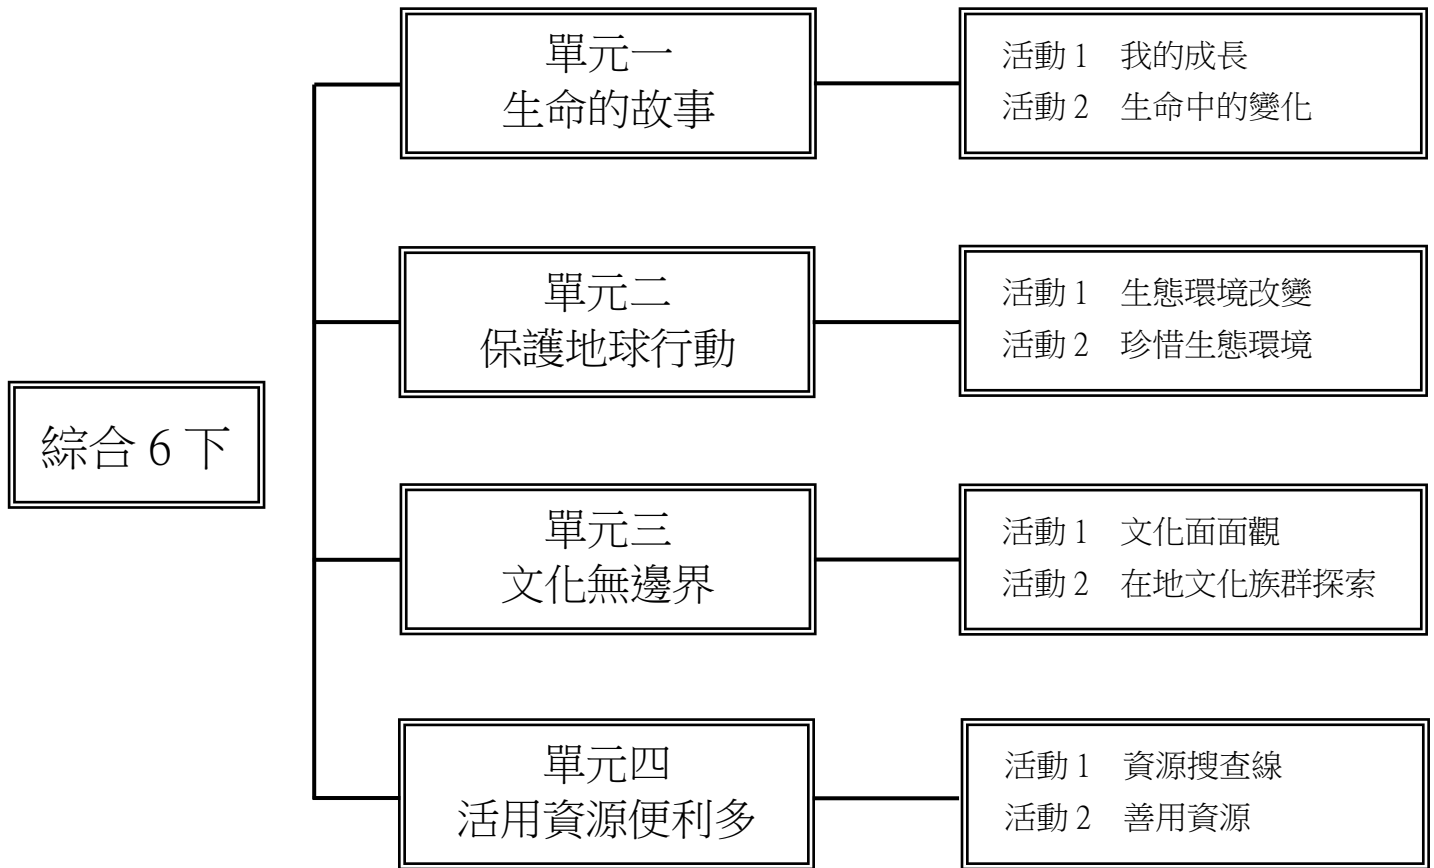 綜合 6 下
單元一
生命的故事
活動 1 我的成長
活動 2 生命中的變化
單元二
保護地球行動
活動 1 生態環境改變
活動 2 珍惜生態環境
單元三
文化無邊界
活動 1 文化面面觀
活動 2 在地文化族群探索
單元四
活用資源便利多
活動 1 資源搜查線
活動 2 善用資源